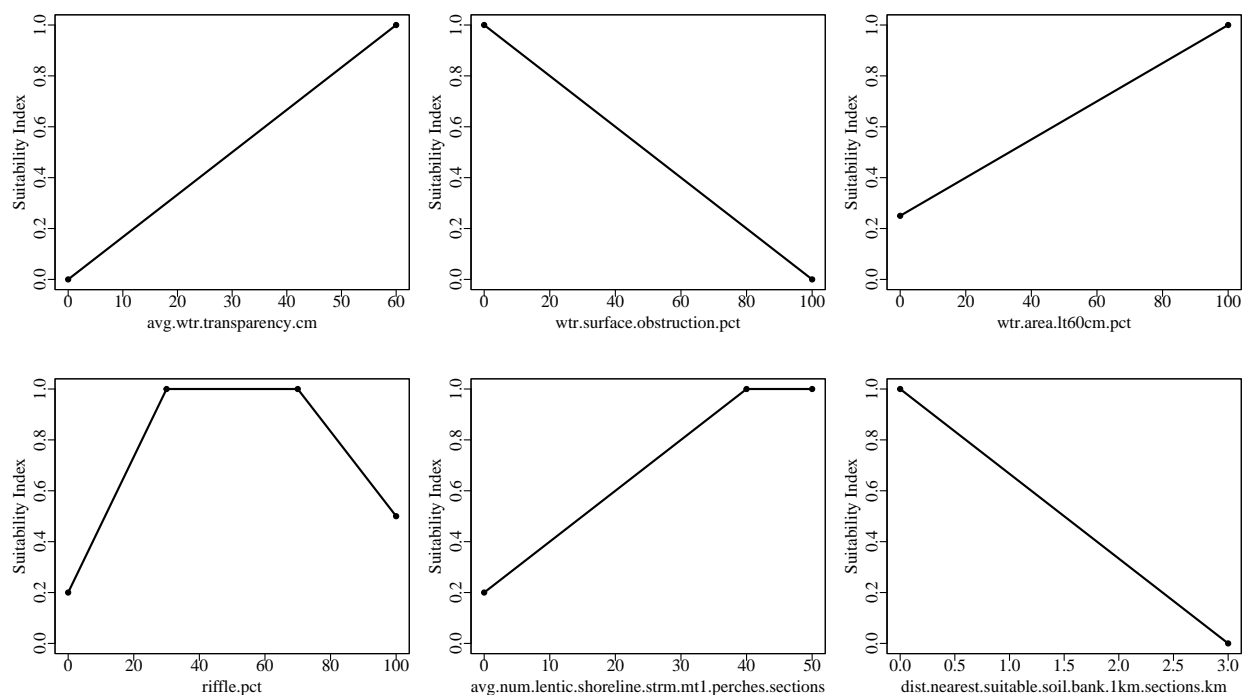 Suitability Index
0.0 0.2 0.4 0.6 0.8 1.0
0 10 20 30 40 50 60
avg.wtr.transparency.cm
Suitability Index
0.0 0.2 0.4 0.6 0.8 1.0
0 20 40 60 80 100
wtr.surface.obstruction.pct
Suitability Index
0.0 0.2 0.4 0.6 0.8 1.0
0 20 40 60 80 100
wtr.area.lt60cm.pct
Suitability Index
0.0 0.2 0.4 0.6 0.8 1.0
0 20 40 60 80 100
riffle.pct
Suitability Index
0.0 0.2 0.4 0.6 0.8 1.0
0 10 20 30 40 50
avg.num.lentic.shoreline.strm.mt1.perches.sections
Suitability Index
0.0 0.2 0.4 0.6 0.8 1.0
0.0 0.5 1.0 1.5 2.0 2.5 3.0
dist.nearest.suitable.soil.bank.1km.sections.km